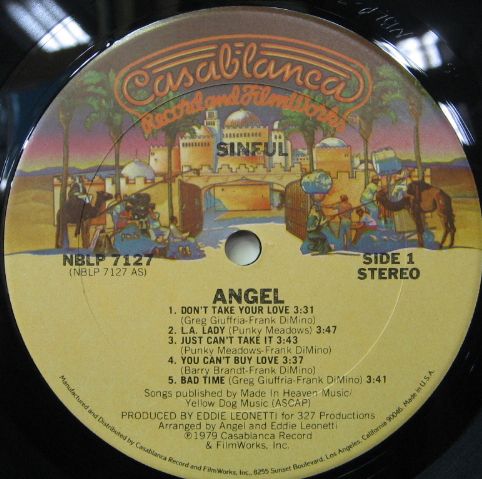 Casablanca
Record and FilmWorks
SINFUL
NBLP 7127
(NBLP 7127 AS)
SIDE 1
STEREO
ANGEL
1. DON'T TAKE YOUR LOVE 3:31
(Greg Giuffria-Frank DiMino)
2. L.A. LADY (Punky Meadows) 3:47
3. JUST CAN'T TAKE IT 3:43
(Punky Meadows-Frank DiMino)
4. YOU CAN'T BUY LOVE 3:37
(Barry Brandt-Frank DiMino)
5. BAD TIME (Greg Giuffria-Frank DiMino) 3:41
Songs published by Made In Heaven Music/
Yellow Dog Music (ASCAP)
PRODUCED BY EDDIE LEONETTI for 327 Productions
Arranged by Angel and Eddie Leonetti
℗1979 Casablanca Record
& FilmWorks, Inc.
Manufactured and Distributed by Casablanca Record and FilmWorks, Inc., 8255 Sunset Boulevard, Los Angeles, California 90046, Made in U.S.A.